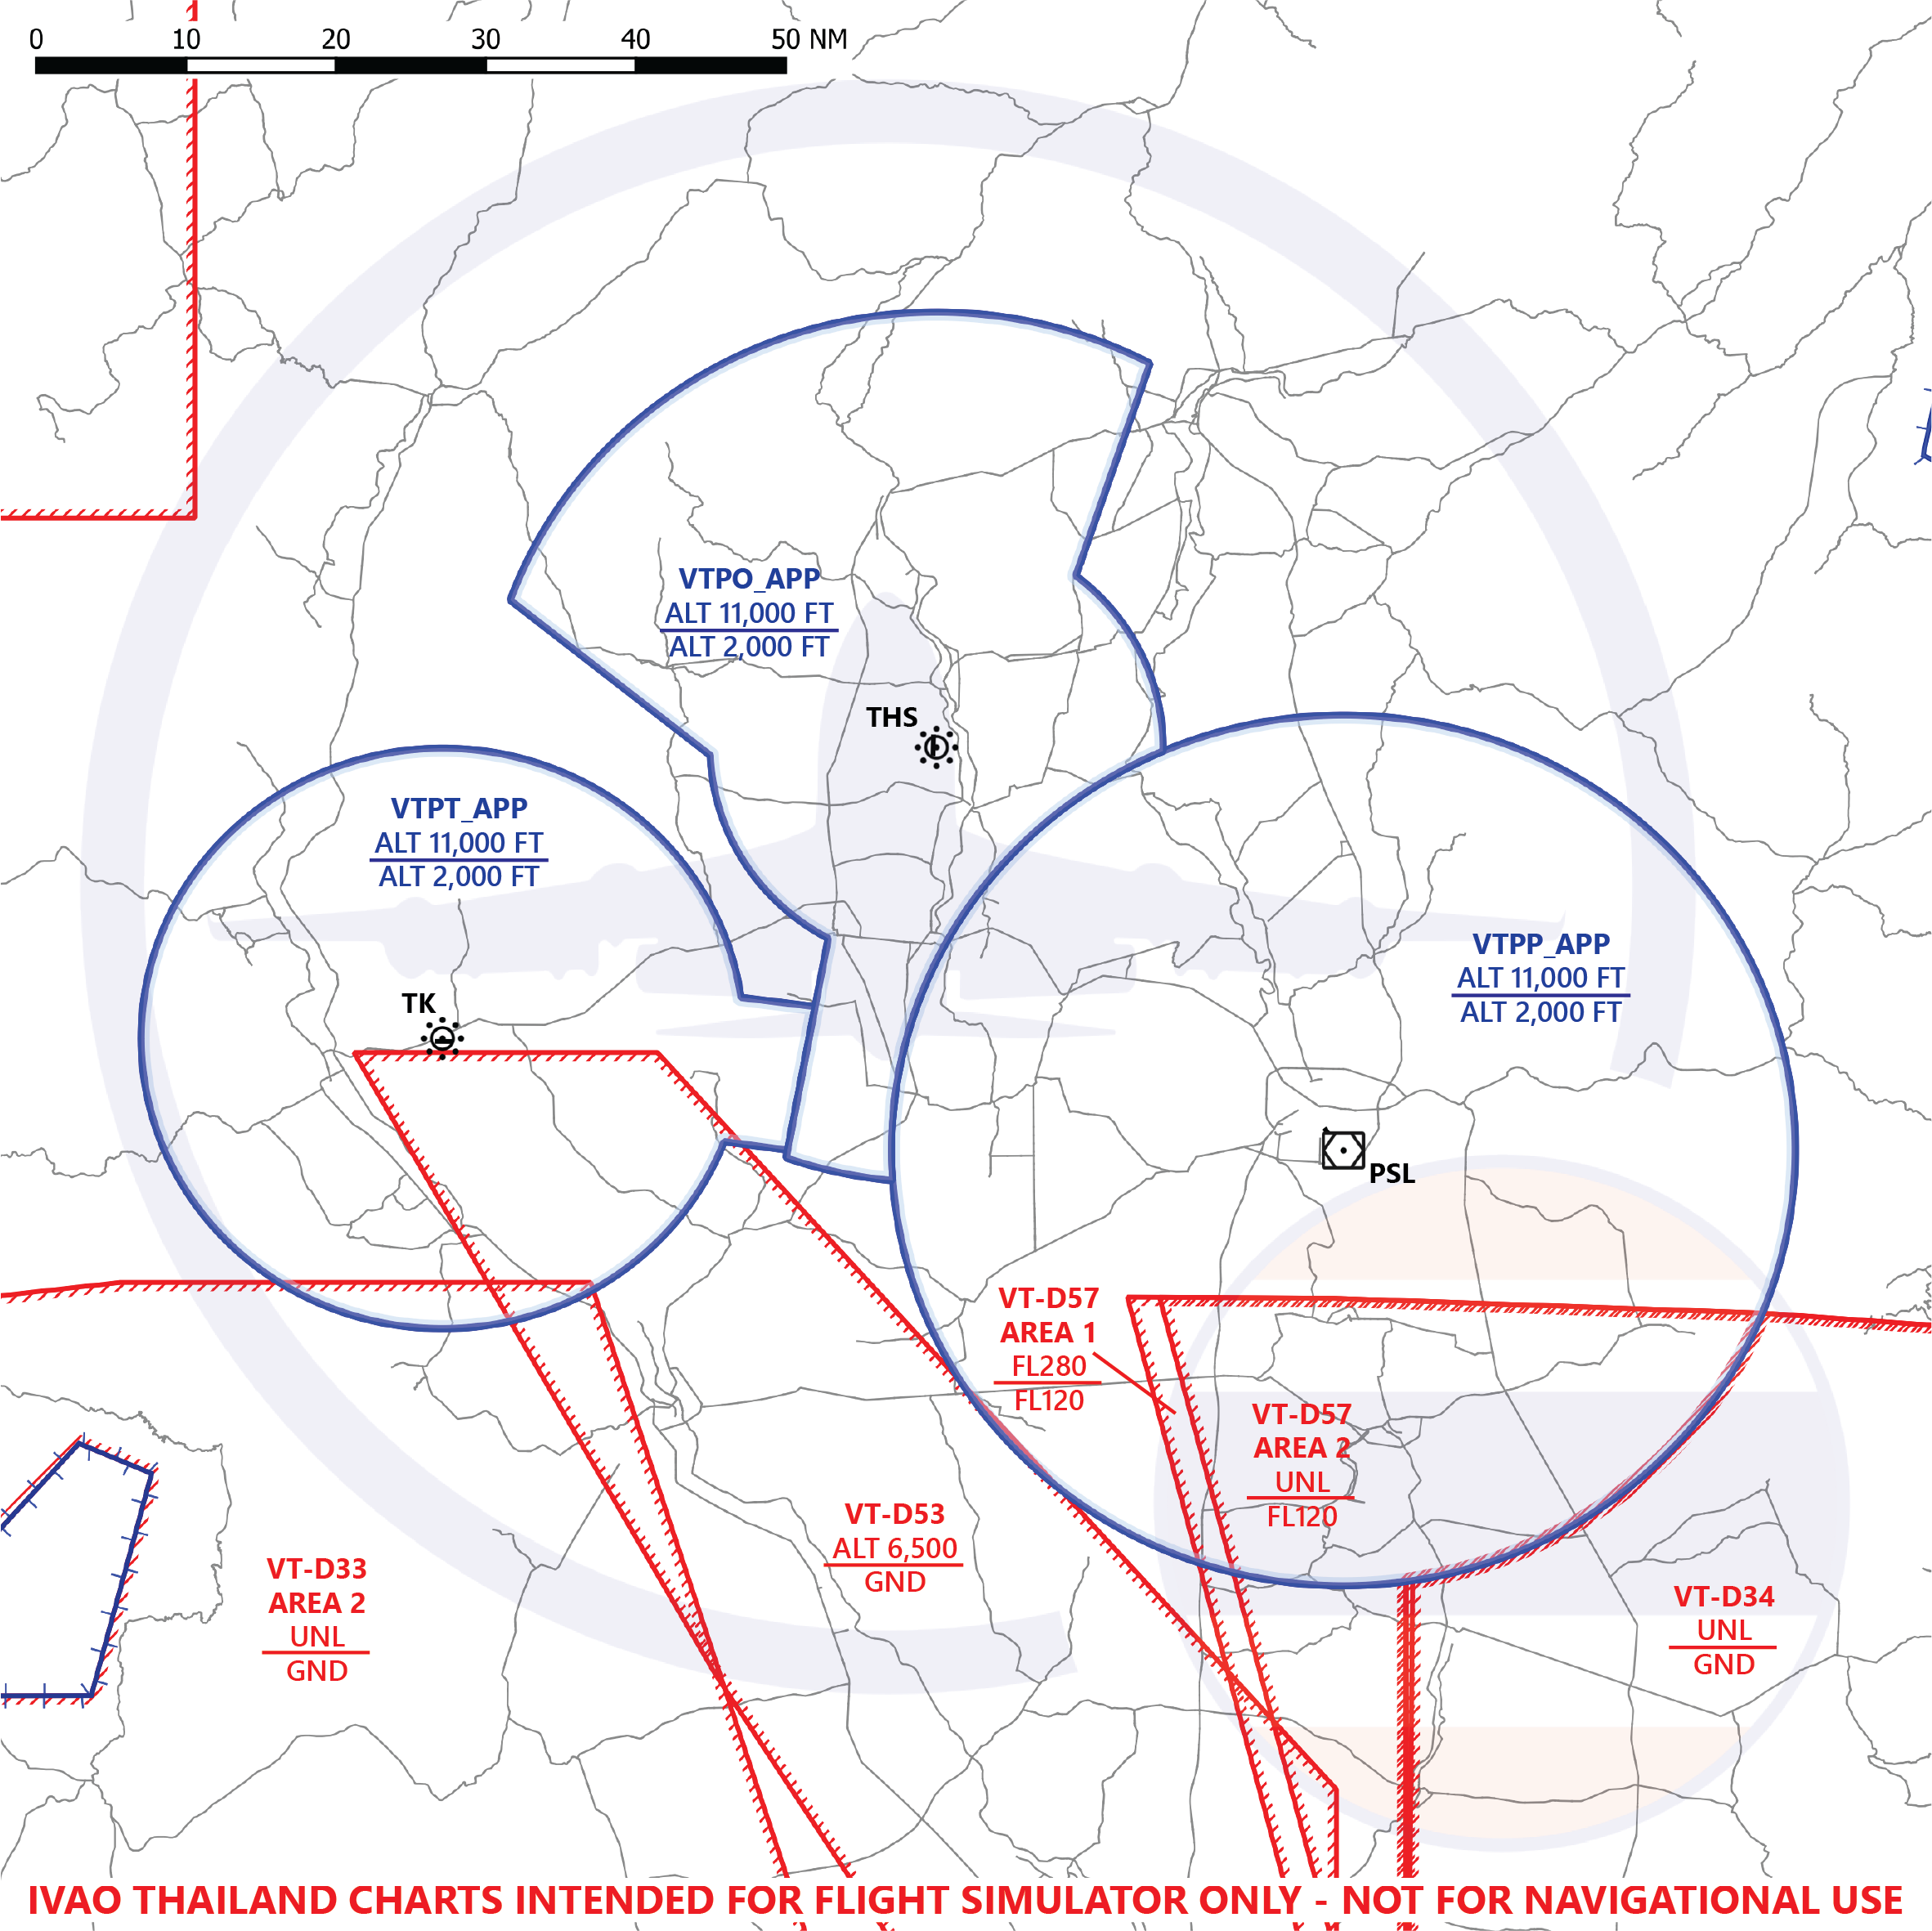 0 10 20 30 40 50 NM
VTPO_APP
ALT 11,000 FT
ALT 2,000 FT
THS
VTPT_APP
ALT 11,000 FT
ALT 2,000 FT
VTPP_APP
ALT 11,000 FT
ALT 2,000 FT
TK
PSL
VT-D57
AREA 1
FL280
FL120
VT-D57
AREA 2
UNL
FL120
VT-D53
ALT 6,500
GND
VT-D33
AREA 2
UNL
GND
VT-D34
UNL
GND
IVAO THAILAND CHARTS INTENDED FOR FLIGHT SIMULATOR ONLY - NOT FOR NAVIGATIONAL USE